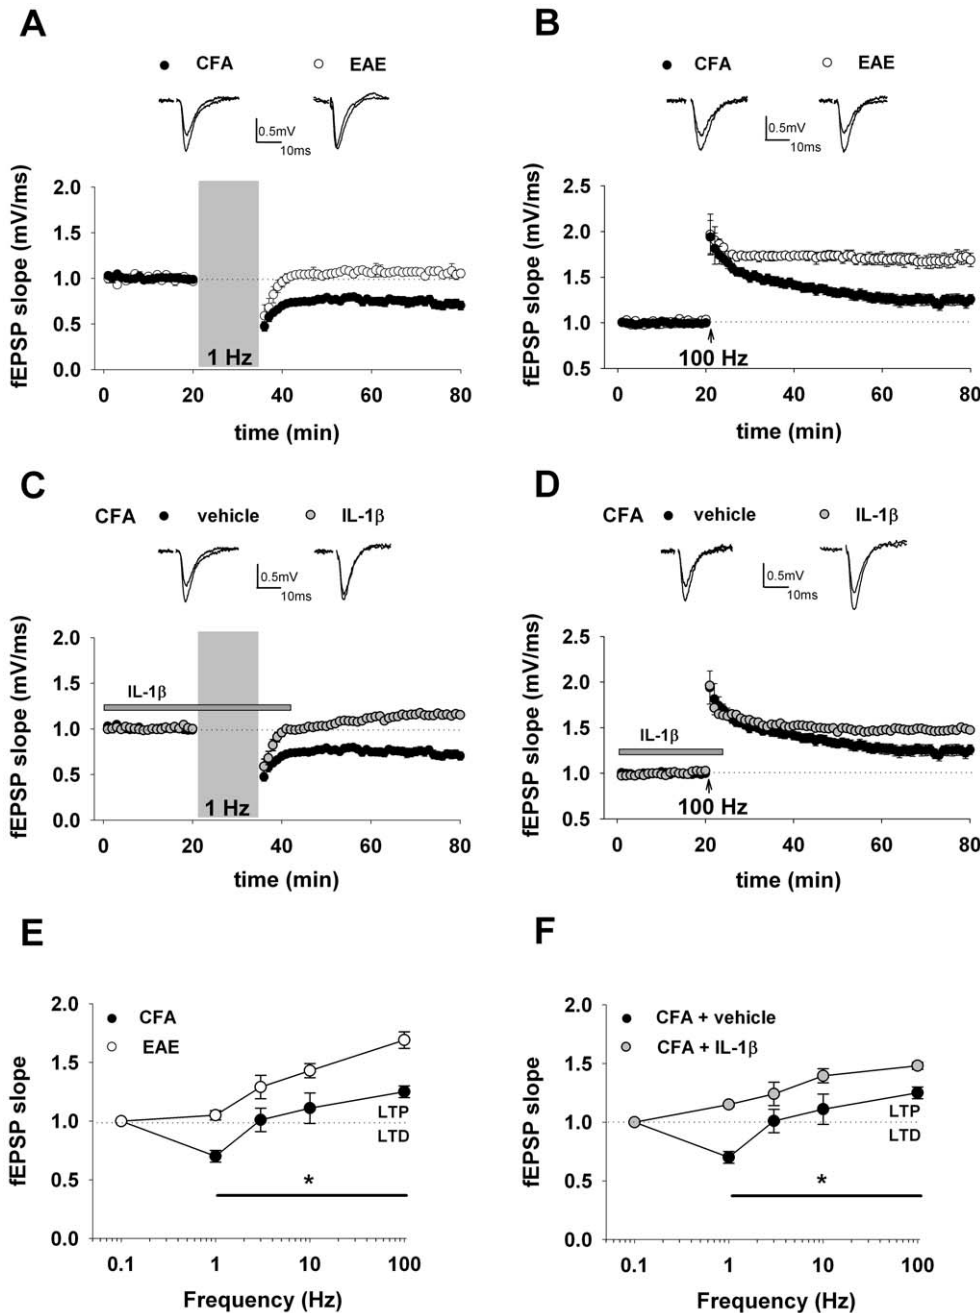 A
B
CFA
EAE
CFA
EAE
0.5mV
10ms
0.5mV
10ms
fEPSP slope (mV/ms)
2.0
1.5
1.0
0.5
0.0
1 Hz
0 20 40 60 80
time (min)
fEPSP slope (mV/ms)
2.5
2.0
1.5
1.0
0.5
100 Hz
0 20 40 60 80
time (min)
C
D
CFA vehicle IL-1β
CFA vehicle IL-1β
0.5mV
10ms
0.5mV
10ms
fEPSP slope (mV/ms)
2.0
1.5
1.0
0.5
0.0
IL-1β
1 Hz
0 20 40 60 80
time (min)
fEPSP slope (mV/ms)
2.5
2.0
1.5
1.0
0.5
IL-1β
100 Hz
0 20 40 60 80
time (min)
E
F
fEPSP slope
2.0
1.5
1.0
0.5
0.0
CFA
EAE
LTP
LTD
*
0.1 1 10 100
Frequency (Hz)
fEPSP slope
2.0
1.5
1.0
0.5
0.0
CFA + vehicle
CFA + IL-1β
LTP
LTD
*
0.1 1 10 100
Frequency (Hz)